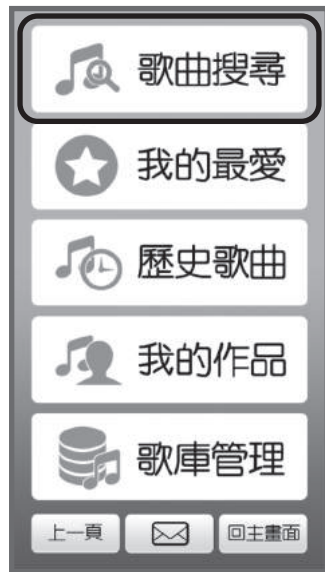 歌曲搜尋
我的最愛
歷史歌曲
我的作品
歌庫管理
上一頁 回主畫面